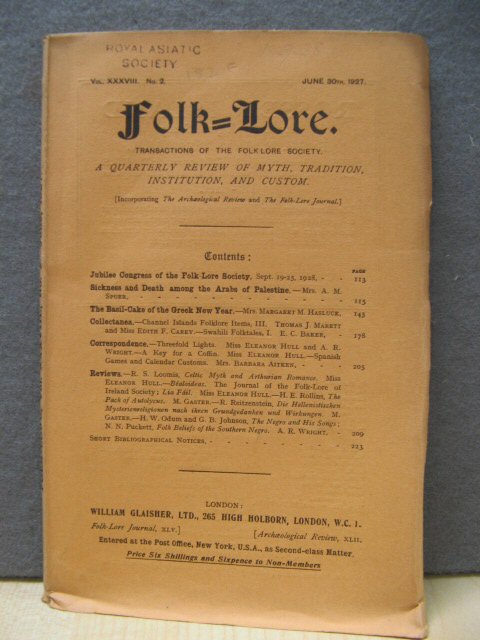 ROYAL ASIATIC
SOCIETY
VOL. XXXVIII. No. 2. JUNE 30TH, 1927.
Folk=Lore.
TRANSACTIONS OF THE FOLK-LORE SOCIETY.
A QUARTERLY REVIEW OF MYTH, TRADITION,
INSTITUTION, AND CUSTOM.
[Incorporating The Archæological Review and The Folk-Lore Journal.]
Contents:
PAGE
Jubilee Congress of the Folk-Lore Society, Sept. 19-25, 1928, - - 113
Sickness and Death among the Arabs of Palestine.—MRS. A. M.
SPOER, - - - - - - - - - 115
The Basil-Cake of the Greek New Year.—MRS. MARGARET M. HASLUCK, 145
Collectanea.—Channel Islands Folklore Items, III. THOMAS J. MARETT
and MISS EDITH F. CAREY.—Swahili Folktales, I. E. C. BAKER, - 178
Correspondence.—Threefold Lights. MISS ELEANOR HULL and A. R.
WRIGHT.—A Key for a Coffin. MISS ELEANOR HULL.—Spanish
Games and Calendar Customs. MRS. BARBARA AITKEN, - - 205
Reviews.—R. S. Loomis, Celtic Myth and Arthurian Romance. MISS
ELEANOR HULL.—Béaloideas. The Journal of the Folk-Lore of
Ireland Society; Lia Fáil. MISS ELEANOR HULL.—H. E. Rollins, The
Pack of Autolycus. M. GASTER.—R. Reitzenstein, Die Hellenistischen
Mysterienreligionen nach ihren Grundgedanken und Wirkungen. M.
GASTER.—H. W. Odum and G. B. Johnson, The Negro and His Songs;
N. N. Puckett, Folk Beliefs of the Southern Negro. A. R. WRIGHT. - 209
SHORT BIBLIOGRAPHICAL NOTICES, - - - - - - - 223
LONDON:
WILLIAM GLAISHER, LTD., 265 HIGH HOLBORN, LONDON, W.C. 1.
Folk-Lore Journal, XLV.] [Archæological Review, XLII.
Entered at the Post Office, New York, U.S.A., as Second-class Matter.
Price Six Shillings and Sixpence to Non-Members